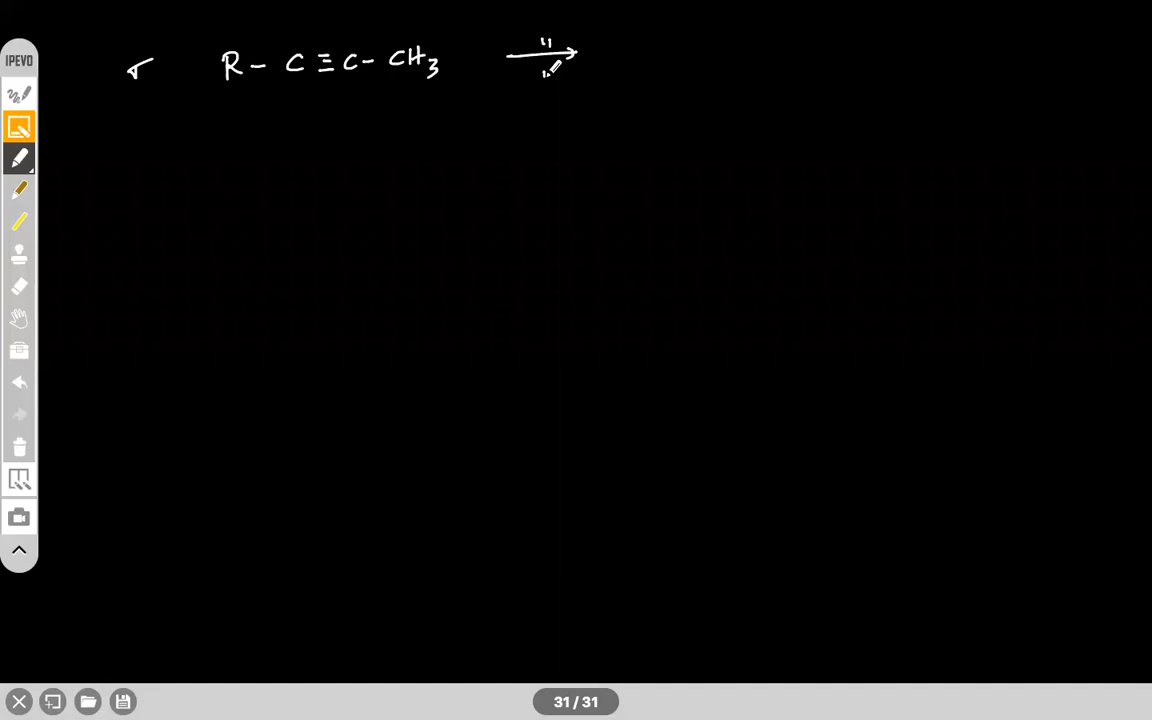 R - C ≡ C - CH3 →
IPEVO
31 / 31